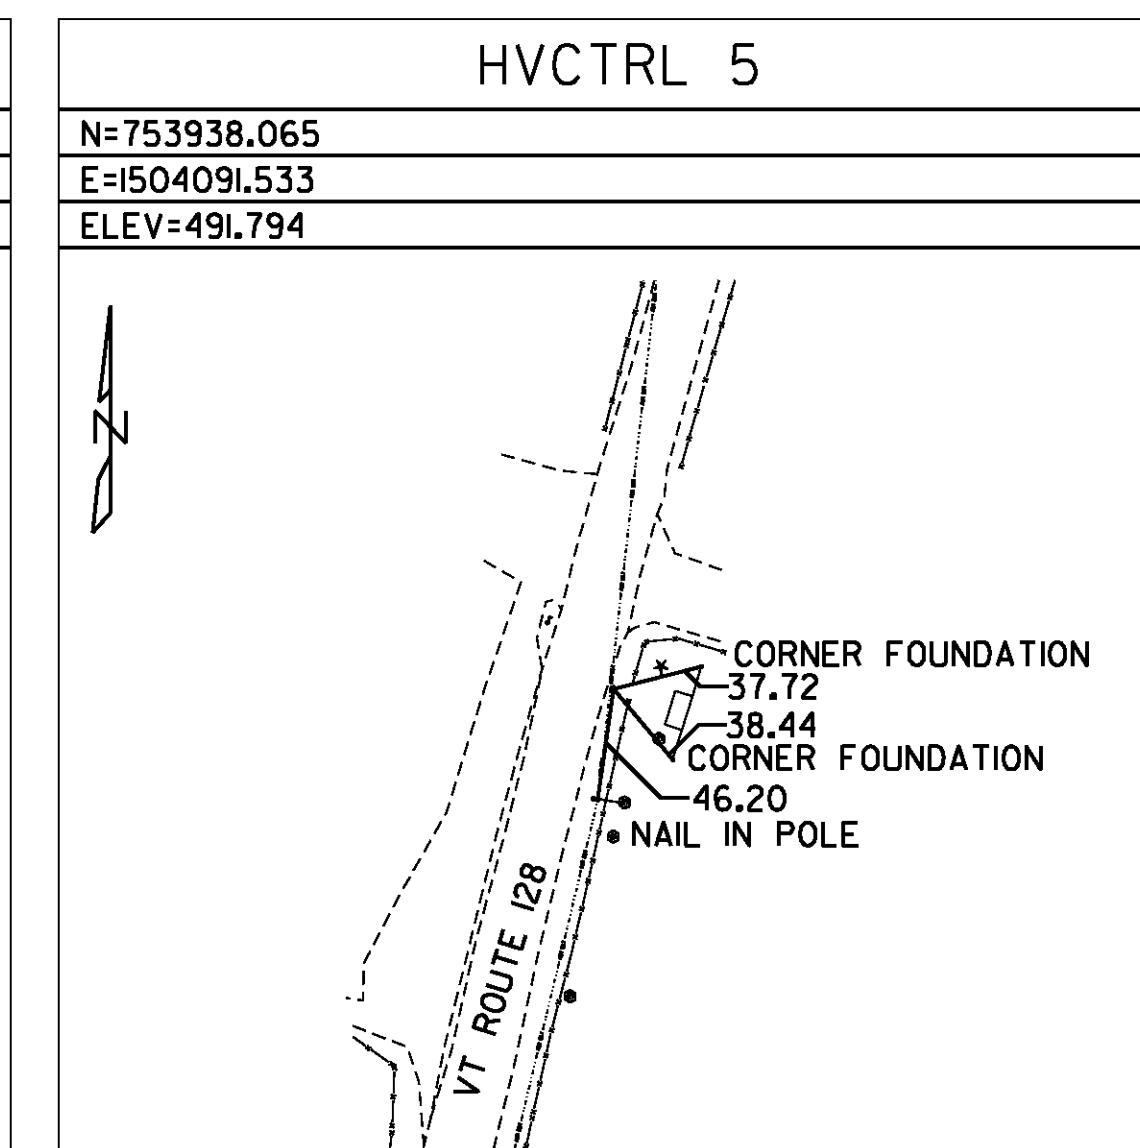 HVCTRL 5
N=753938.065
E=1504091.533
ELEV=491.794
N
CORNER FOUNDATION
37.72
38.44
CORNER FOUNDATION
46.20
NAIL IN POLE
VT ROUTE 128